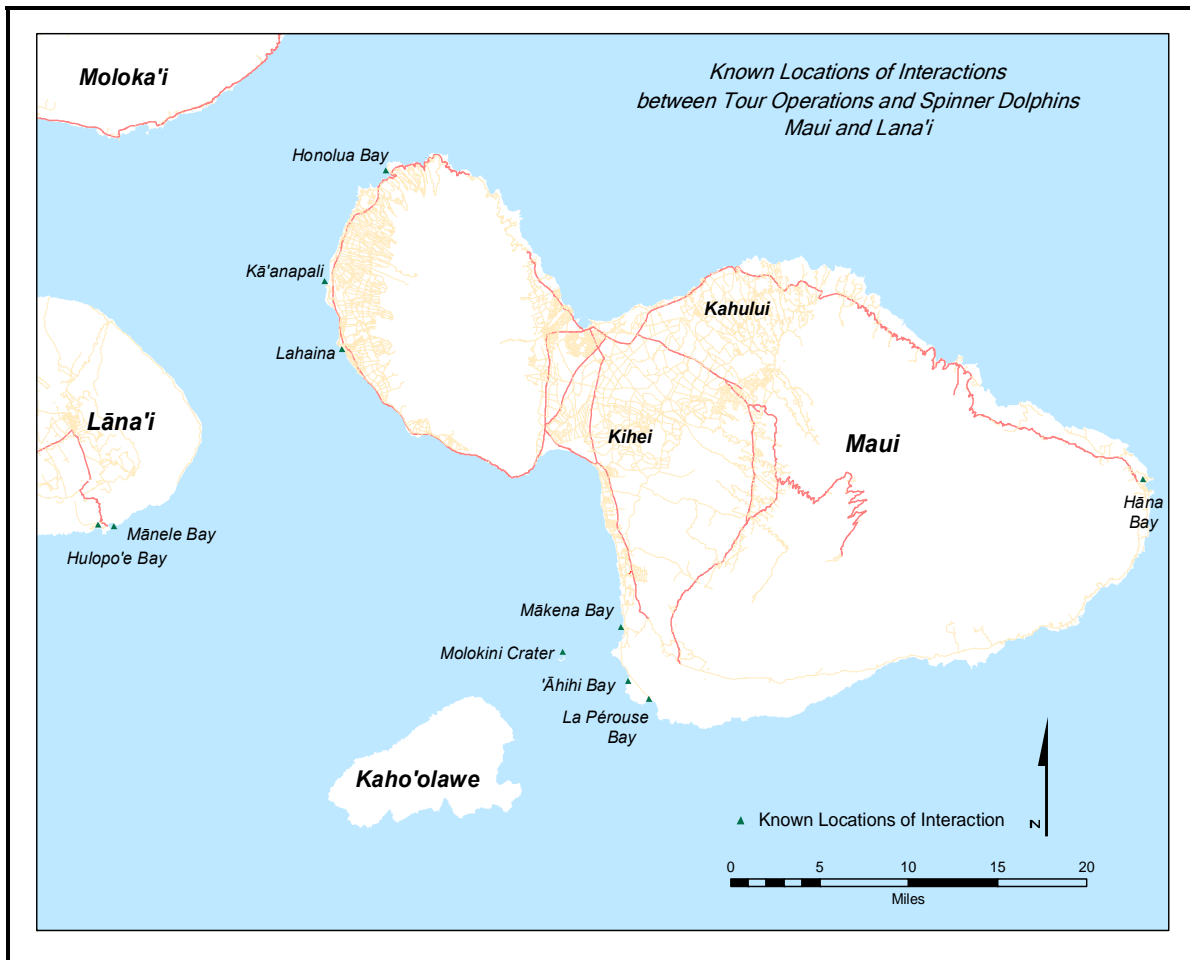 Moloka'i
Known Locations of Interactions
between Tour Operations and Spinner Dolphins
Maui and Lana'i
Honolua Bay
Kā'anapali
Kahului
Lahaina
Lāna'i
Kihei
Maui
Hāna
Bay
Mānele Bay
Hulopo'e Bay
Mākena Bay
Molokini Crater
'Āhihi Bay
La Pérouse
Bay
Kaho'olawe
Known Locations of Interaction
N
0 5 10 15 20
Miles